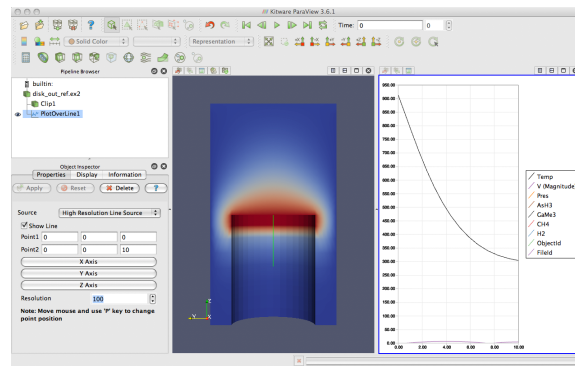 Kitware ParaView 3.6.1
Time: 0
0
Solid Color
Representation
Pipeline Browser
builtin:
disk_out_ref.ex2
Clip1
PlotOverLine1
Object Inspector
Properties Display Information
Apply Reset Delete ?
Source High Resolution Line Source
Show Line
Point1 0 0 0
Point2 0 0 10
X Axis
Y Axis
Z Axis
Resolution 100
Note: Move mouse and use 'P' key to change
point position
Z
Y X
950.00
900.00
850.00
800.00
750.00
700.00
650.00
600.00
550.00
500.00
450.00
400.00
350.00
300.00
250.00
200.00
150.00
100.00
50.00
0.00
0.00 2.00 4.00 6.00 8.00 10.00
Temp
V (Magnitude
Pres
AsH3
GaMe3
CH4
H2
ObjectId
FileId